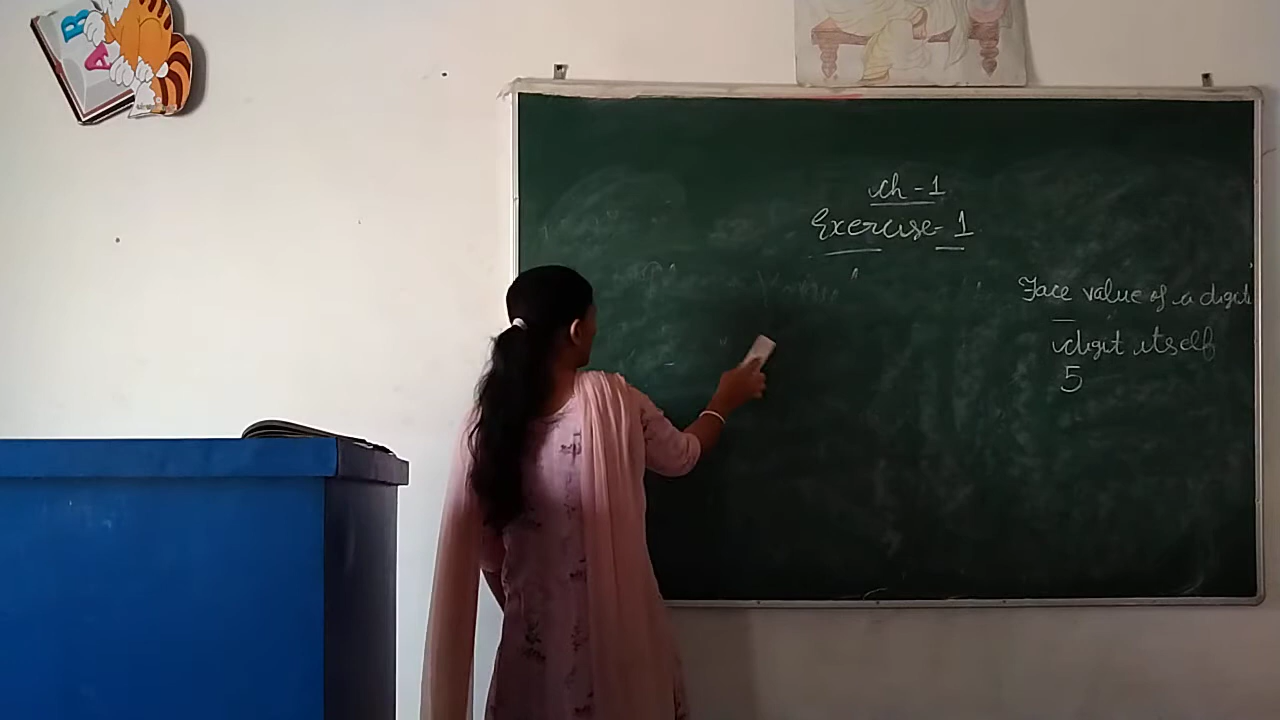 B
A
ch-1
Exercise-1
Face value of a digit
digit itself
5